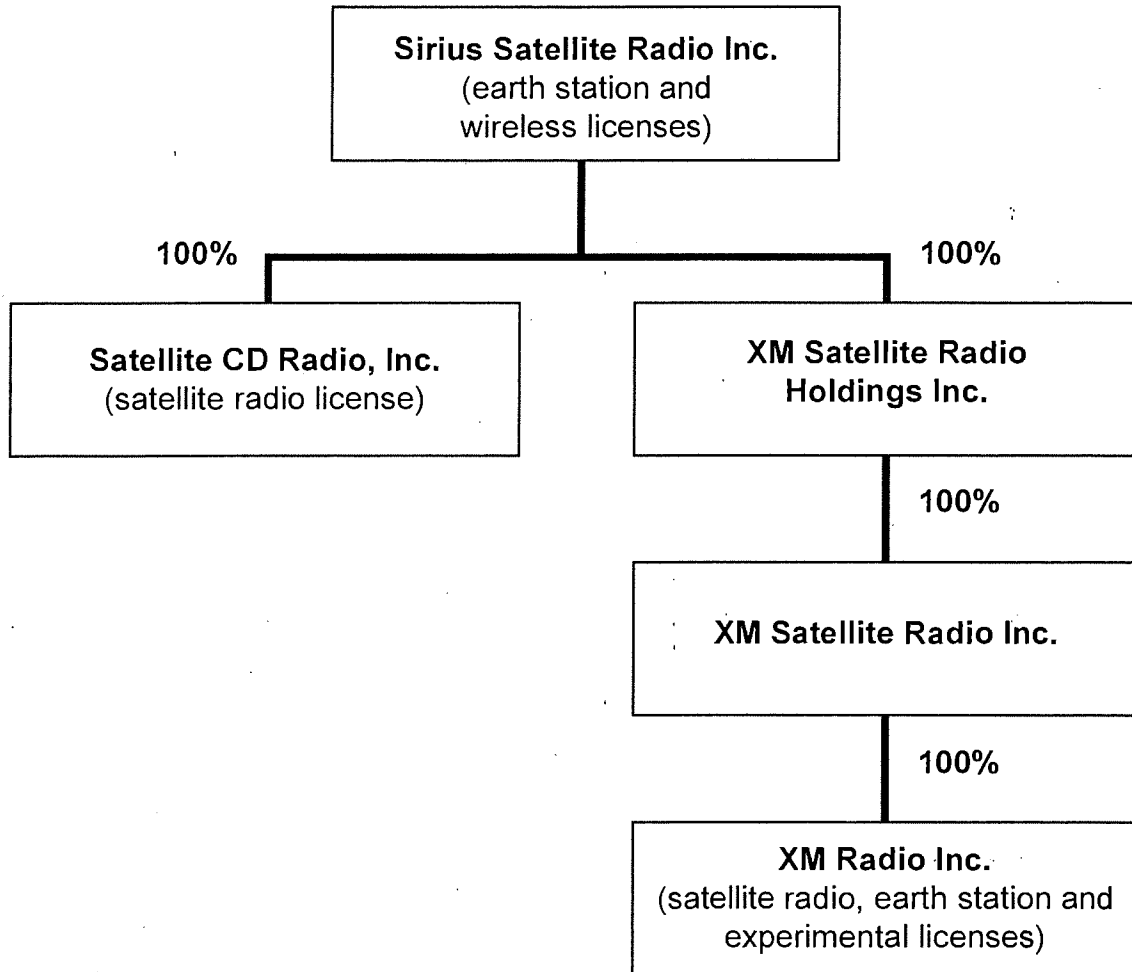 Sirius Satellite Radio Inc.
(earth station and
wireless licenses)
100%
100%
Satellite CD Radio, Inc.
(satellite radio license)
XM Satellite Radio
Holdings Inc.
100%
XM Satellite Radio Inc.
100%
XM Radio Inc.
(satellite radio, earth station and
experimental licenses)